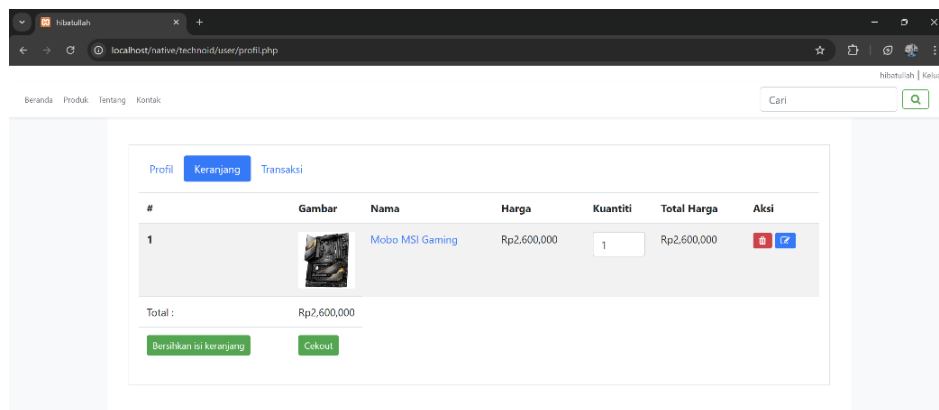 hibatullah
localhost/native/technoid/user/profil.php
hibatullah | Kelua
Beranda Produk Tentang Kontak Cari
Profil Keranjang Transaksi
# Gambar Nama Harga Kuantiti Total Harga Aksi
1 Mobo MSI Gaming Rp2,600,000 1 Rp2,600,000
Total : Rp2,600,000
Bersihkan isi keranjang Cekout